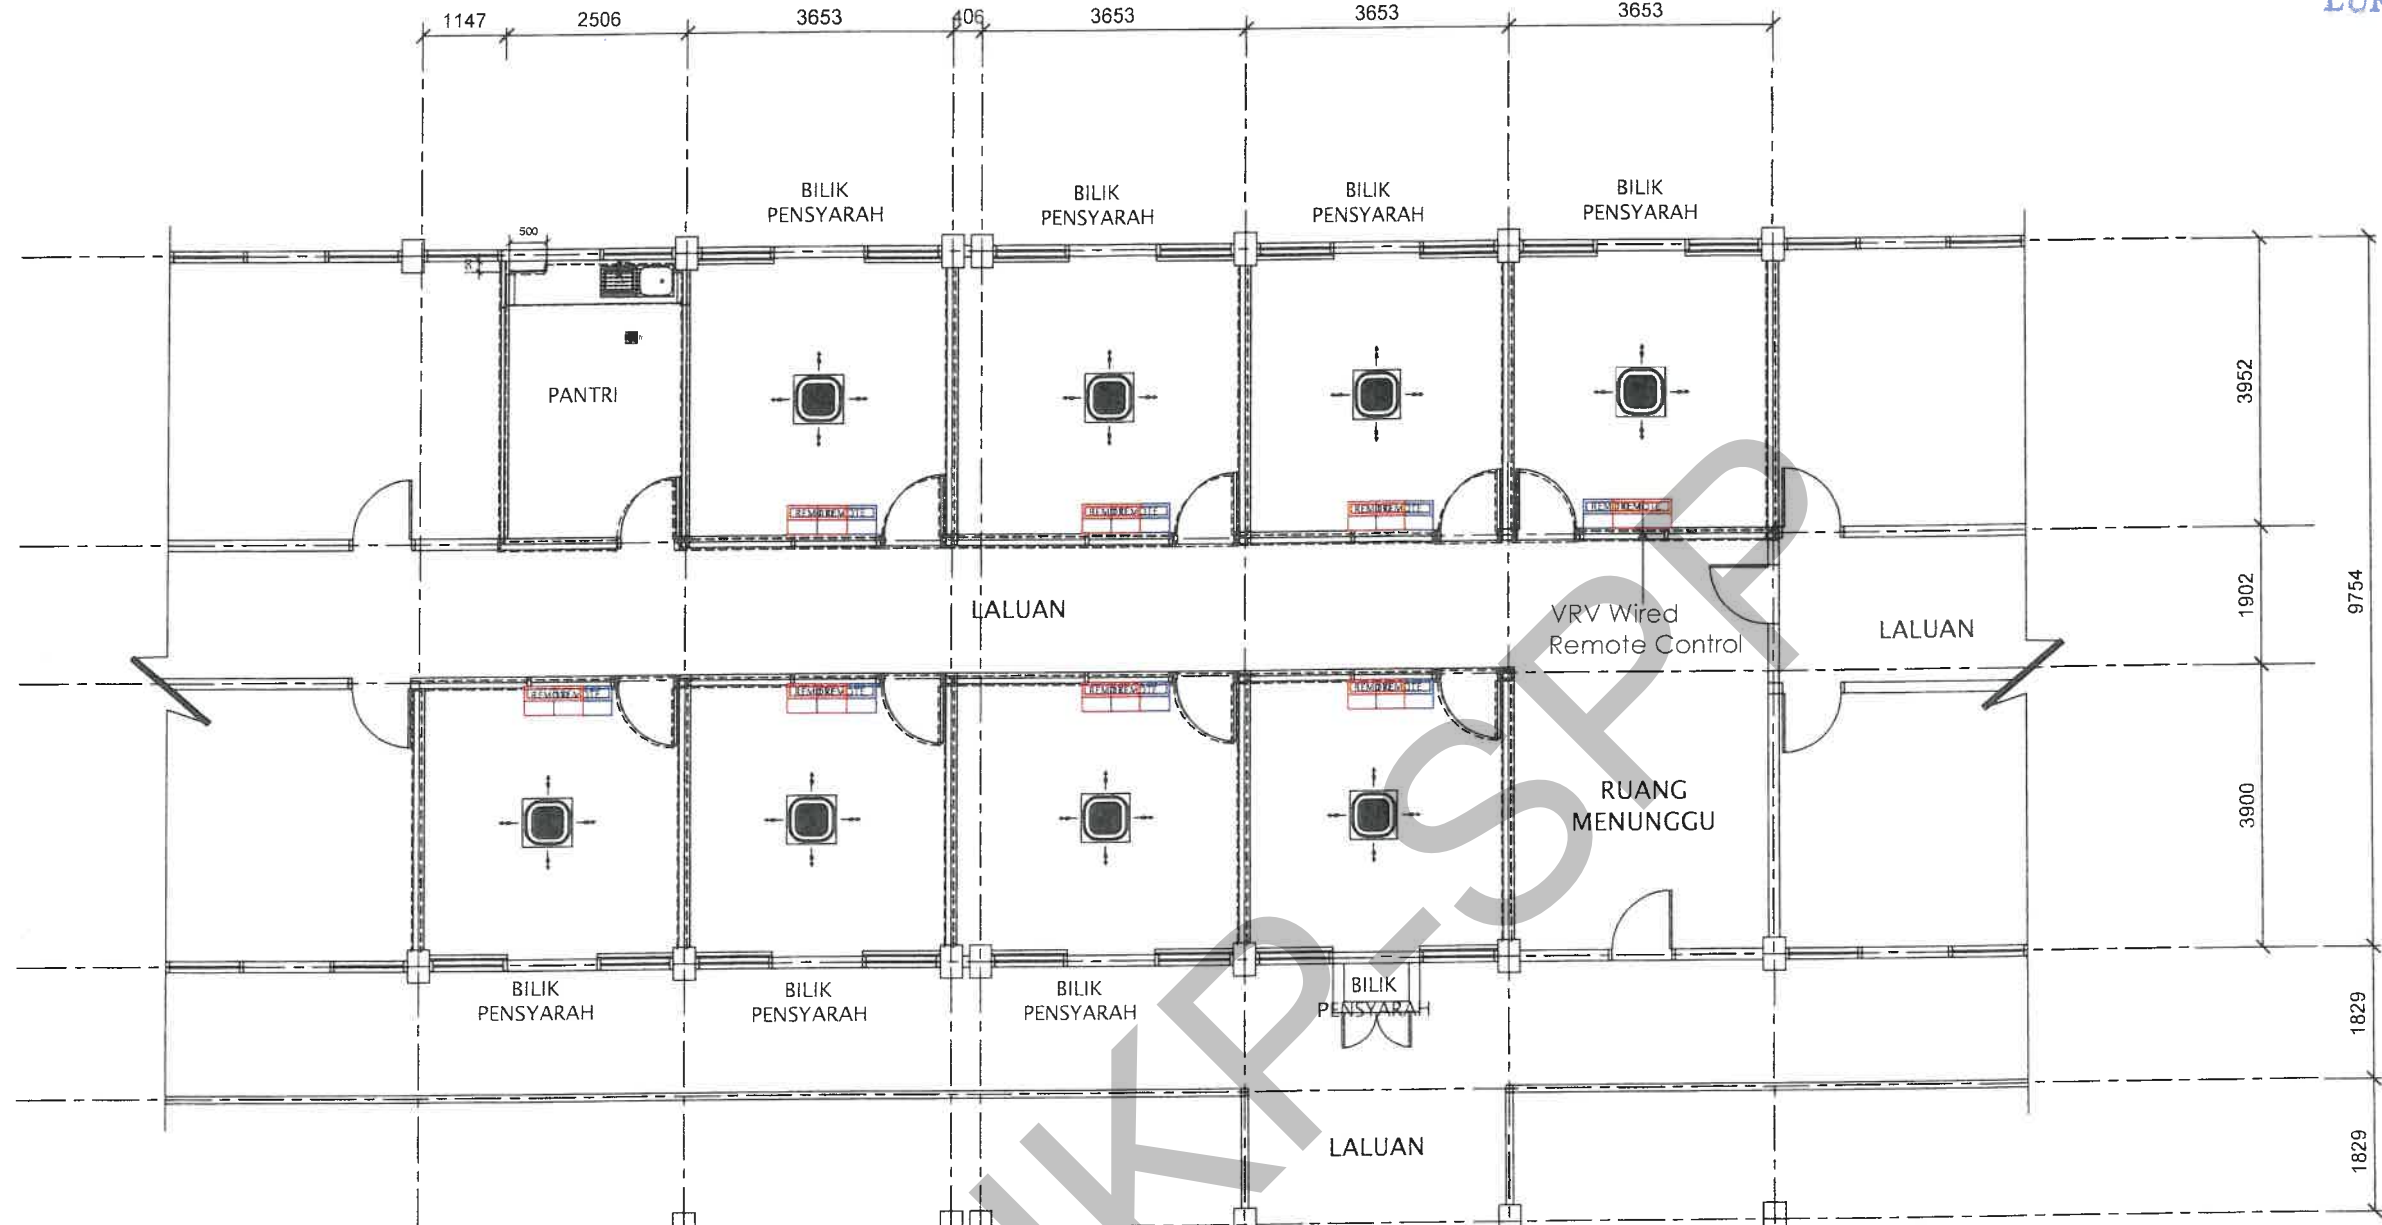 1147
2506
3653
406
3653
3653
3653
BILIK
PENSYARAH
BILIK
PENSYARAH
BILIK
PENSYARAH
BILIK
PENSYARAH
500
PANTRI
3952
LALUAN
VRV Wired
Remote Control
LALUAN
1902
9754
RUANG
MENUNGGU
3900
BILIK
PENSYARAH
BILIK
PENSYARAH
BILIK
PENSYARAH
BILIK
PENSYARAH
1829
LALUAN
1829
KP-SPP